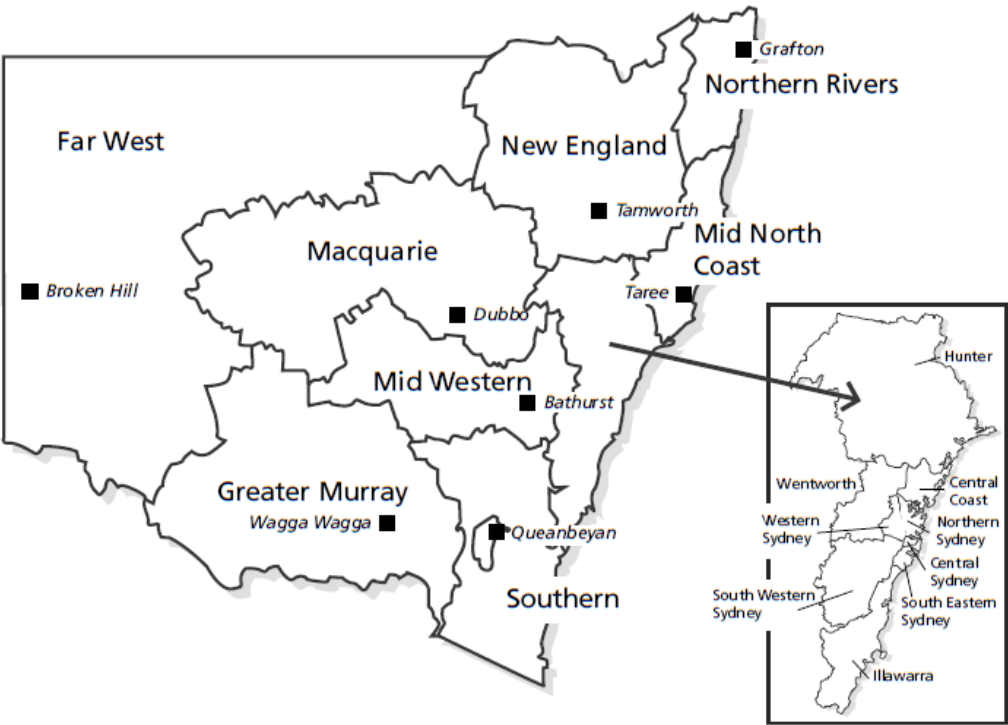 Grafton
Northern Rivers
Far West
New England
Tamworth
Mid North
Coast
Macquarie
Broken Hill
Taree
Dubbo
Mid Western
Bathurst
Greater Murray
Wagga Wagga
Queanbeyan
Southern
Hunter
Wentworth
Central
Coast
Western
Sydney
Northern
Sydney
Central
Sydney
South Western
Sydney
South Eastern
Sydney
Illawarra